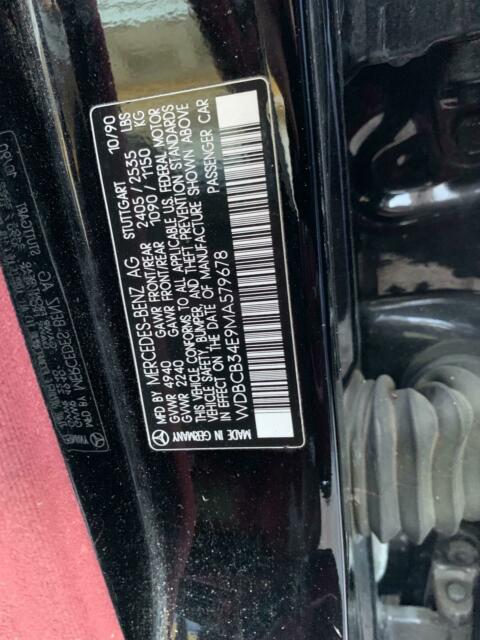 MFD BY MERCEDES-BENZ AG STUTTGART 10/90
GVWR 4940 GAWR FRONT/REAR 2405 / 2535 LBS
GVWR 2240 GAWR FRONT/REAR 1090 / 1150 KG
THIS VEHICLE CONFORMS TO ALL APPLICABLE U.S. FEDERAL MOTOR
VEHICLE SAFETY, BUMPER, AND THEFT PREVENTION STANDARDS
IN EFFECT ON THE DATE OF MANUFACTURE SHOWN ABOVE
WDBCB34E9MA579678 PASSENGER CAR
MADE IN GERMANY